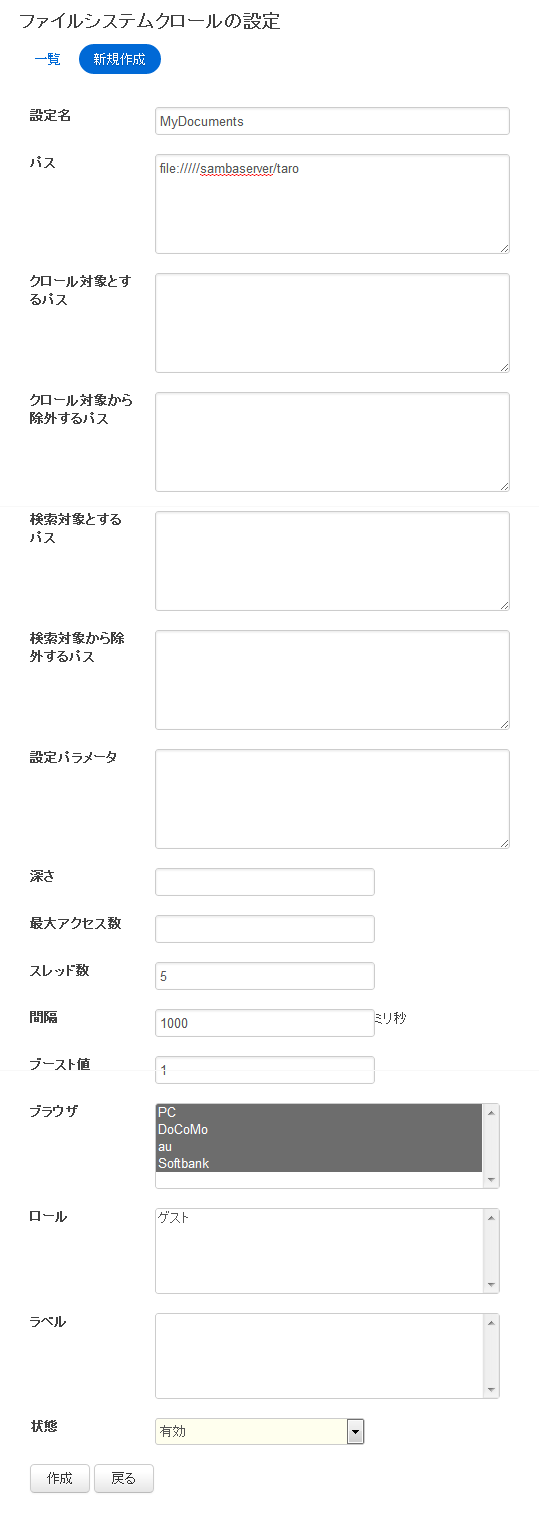 ファイルシステムクロールの設定
一覧 新規作成
設定名 MyDocuments
パス file://///sambaserver/taro
クロール対象とす
るパス
クロール対象から
除外するパス
検索対象とする
パス
検索対象から除
外するパス
設定パラメータ
深さ
最大アクセス数
スレッド数 5
間隔 1000 ミリ秒
ブースト値 1
ブラウザ PC
DoCoMo
au
Softbank
ロール ゲスト
ラベル
状態 有効
作成 戻る